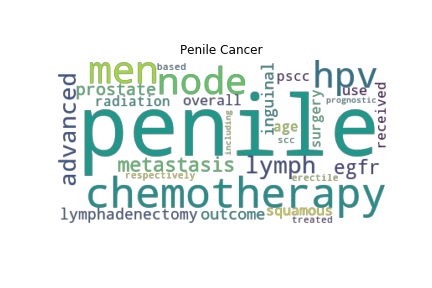 Penile Cancer
men
based
node
hpv
prostate
pscc
use
radiation
overall
prognostic
advanced
penile
inguinal
surgery
received
including
age
scc
metastasis
lymph
egfr
respectively
erectile
chemotherapy
lymphadenectomy
outcome
squamous
treated